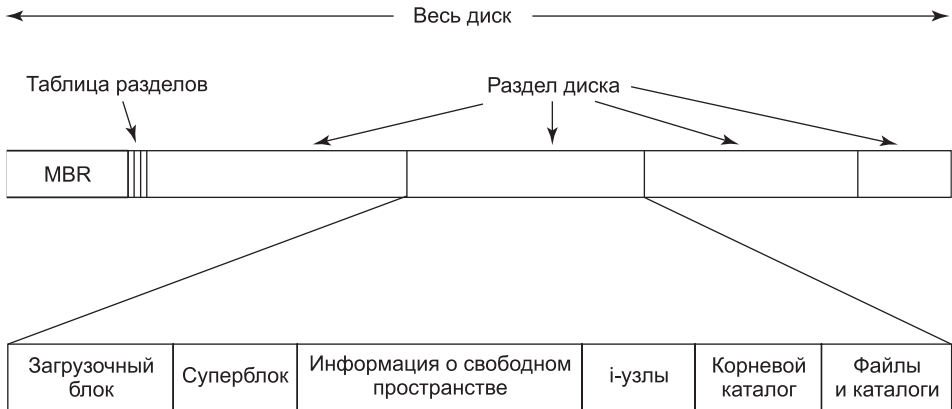 Весь диск
Таблица разделов
Раздел диска
MBR
Загрузочный
блок
Суперблок
Информация о свободном
пространстве
i-узлы
Корневой
каталог
Файлы
и каталоги